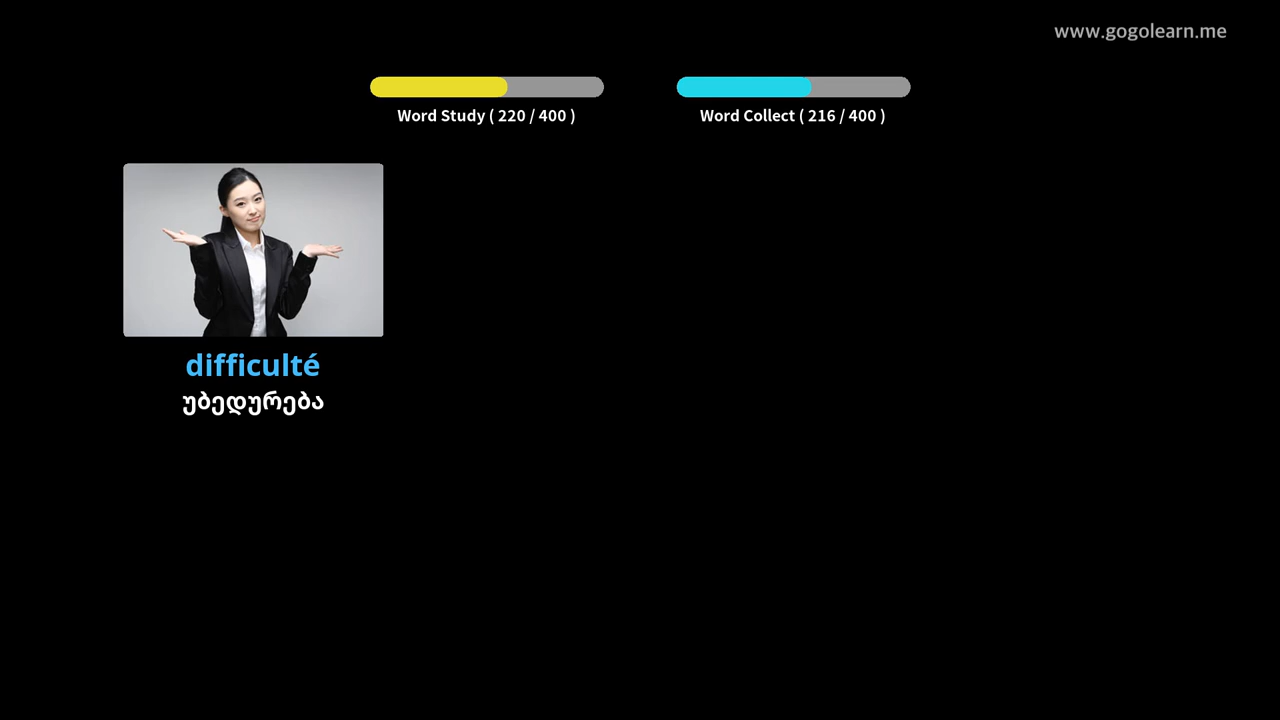 www.gogolearn.me
Word Study ( 220 / 400 )
Word Collect ( 216 / 400 )
difficulté
უბედურება